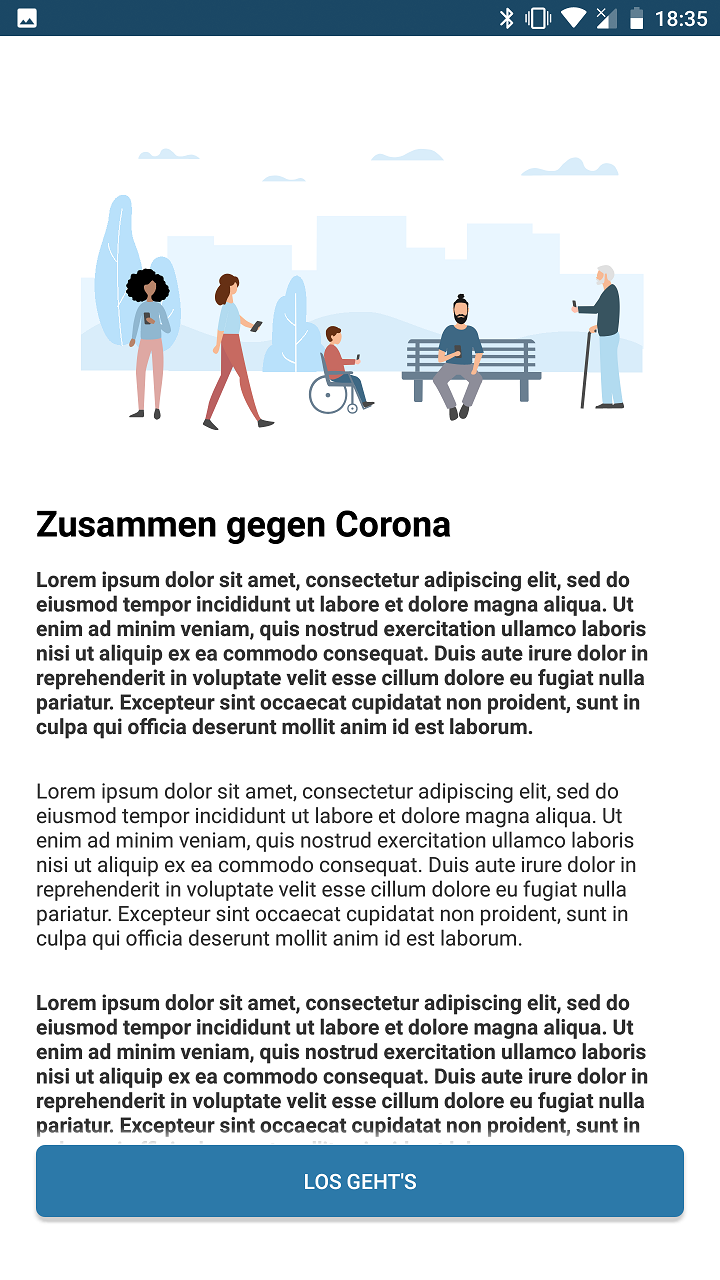 18:35
Zusammen gegen Corona
Lorem ipsum dolor sit amet, consectetur adipiscing elit, sed do
eiusmod tempor incididunt ut labore et dolore magna aliqua. Ut
enim ad minim veniam, quis nostrud exercitation ullamco laboris
nisi ut aliquip ex ea commodo consequat. Duis aute irure dolor in
reprehenderit in voluptate velit esse cillum dolore eu fugiat nulla
pariatur. Excepteur sint occaecat cupidatat non proident, sunt in
culpa qui officia deserunt mollit anim id est laborum.
Lorem ipsum dolor sit amet, consectetur adipiscing elit, sed do
eiusmod tempor incididunt ut labore et dolore magna aliqua. Ut
enim ad minim veniam, quis nostrud exercitation ullamco laboris
nisi ut aliquip ex ea commodo consequat. Duis aute irure dolor in
reprehenderit in voluptate velit esse cillum dolore eu fugiat nulla
pariatur. Excepteur sint occaecat cupidatat non proident, sunt in
culpa qui officia deserunt mollit anim id est laborum.
Lorem ipsum dolor sit amet, consectetur adipiscing elit, sed do
eiusmod tempor incididunt ut labore et dolore magna aliqua. Ut
enim ad minim veniam, quis nostrud exercitation ullamco laboris
nisi ut aliquip ex ea commodo consequat. Duis aute irure dolor in
reprehenderit in voluptate velit esse cillum dolore eu fugiat nulla
pariatur. Excepteur sint occaecat cupidatat non proident, sunt in
LOS GEHT'S